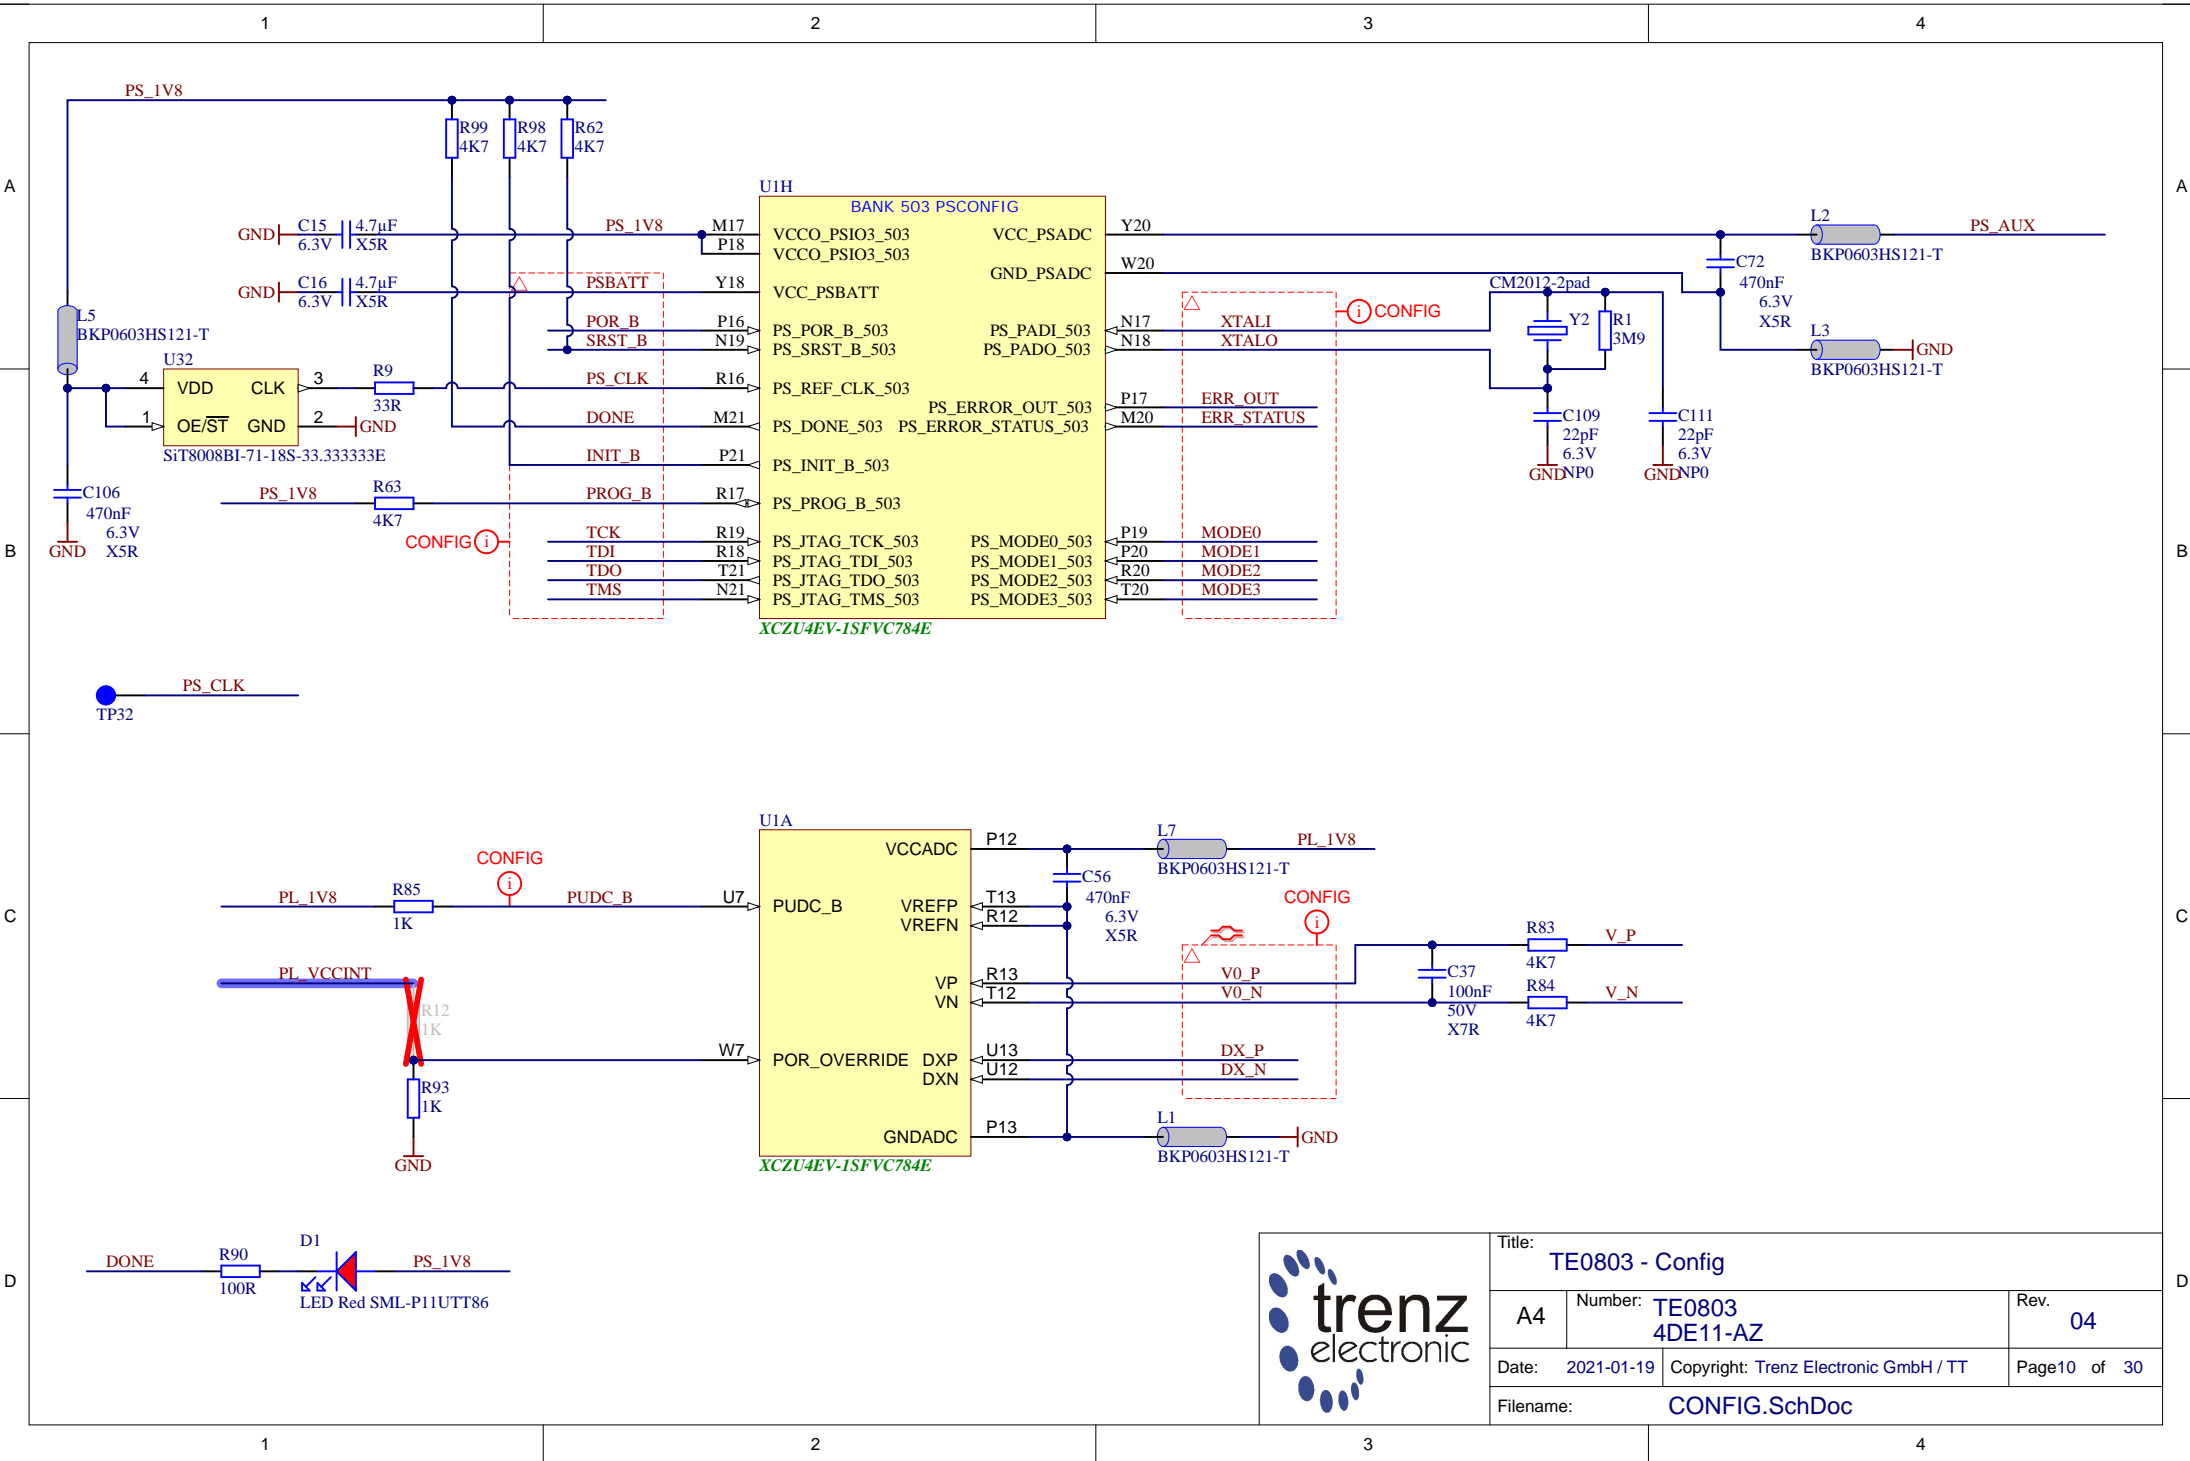 1 2 3 4
PS_1V8
R99 R98 R62
4K7 4K7 4K7
A A
U1H
BANK 503 PSCONFIG
GND C15 4.7µF PS_1V8 M17 VCCO_PSIO3_503 VCC_PSADC Y20 L2 PS_AUX
6.3V X5R P18 VCCO_PSIO3_503 BKP0603HS121-T
GND_PSADC W20 C72
470nF
6.3V
X5R
GND C16 4.7µF PSBATT Y18 VCC_PSBATT CM2012-2pad
6.3V X5R
L5
BKP0603HS121-T
POR_B P16 PS_POR_B_503 PS_PADI_503 N17 XTALI i CONFIG Y2 R1
3M9
SRST_B N19 PS_SRST_B_503 PS_PADO_503 N18 XTALO L3 GND
BKP0603HS121-T
U32
4 VDD CLK 3 R9 PS_CLK R16 PS_REF_CLK_503
33R
PS_ERROR_OUT_503 P17 ERR_OUT C109 C111
1 OE/ST GND 2 GND DONE M21 PS_DONE_503 PS_ERROR_STATUS_503 M20 ERR_STATUS 22pF 22pF
SiT8008BI-71-18S-33.333333E 6.3V 6.3V
INIT_B P21 PS_INIT_B_503 GND NP0 GND NP0
C106
470nF
6.3V
X5R
GND
PS_1V8 R63 PROG_B R17 PS_PROG_B_503
4K7
B B
CONFIG i TCK R19 PS_JTAG_TCK_503 PS_MODE0_503 P19 MODE0
TDI R18 PS_JTAG_TDI_503 PS_MODE1_503 P20 MODE1
TDO T21 PS_JTAG_TDO_503 PS_MODE2_503 R20 MODE2
TMS N21 PS_JTAG_TMS_503 PS_MODE3_503 T20 MODE3
XCZU4EV-1SFVC784E
PS_CLK
TP32
U1A
VCCADC P12 L7 PL_1V8
BKP0603HS121-T
C56
470nF
6.3V
X5R
CONFIG
i
PL_1V8 R85 PUDC_B U7 PUDC_B VREFP T13
1K VREFN R12
C C
CONFIG
i
R83 V_P
4K7
PL_VCCINT VP R13 V0_P C37
VN T12 V0_N 100nF R84 V_N
50V 4K7
X7R
R12
1K
W7 POR_OVERRIDE DXP U13 DX_P
DXN U12 DX_N
R93
1K
GND
GNDADC P13 L1 GND
BKP0603HS121-T
XCZU4EV-1SFVC784E
D D
DONE R90 D1 PS_1V8
100R LED Red SML-P11UTT86
trenz
electronic
Title:
TE0803 - Config
A4 Number: TE0803 Rev.
4DE11-AZ 04
Date: 2021-01-19 Copyright: Trenz Electronic GmbH / TT Page10 of 30
Filename: CONFIG.SchDoc
1 2 3 4